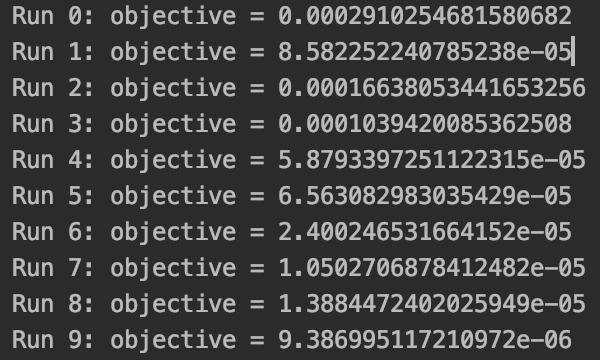 Run 0: objective = 0.0002910254681580682
Run 1: objective = 8.582252240785238e-05
Run 2: objective = 0.00016638053441653256
Run 3: objective = 0.0001039420085362508
Run 4: objective = 5.8793397251122315e-05
Run 5: objective = 6.563082983035429e-05
Run 6: objective = 2.400246531664152e-05
Run 7: objective = 1.0502706878412482e-05
Run 8: objective = 1.3884472402025949e-05
Run 9: objective = 9.386995117210972e-06